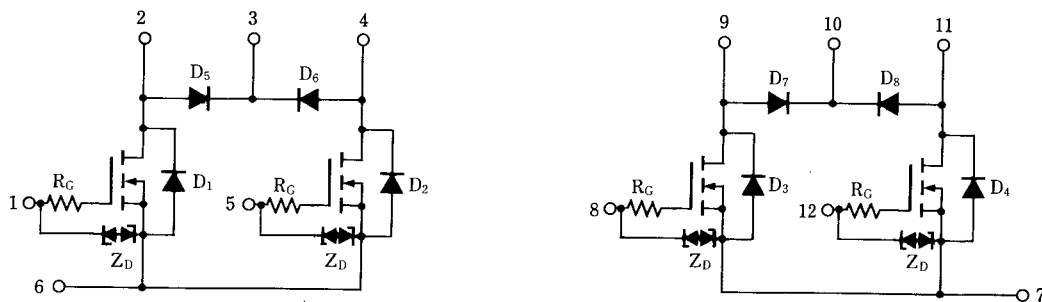 2 3 4 9 10 11
D5 D6 D7 D8
RG D1 RG D2 RG D3 RG D4
1 5 8 12
ZD ZD ZD ZD
6 7